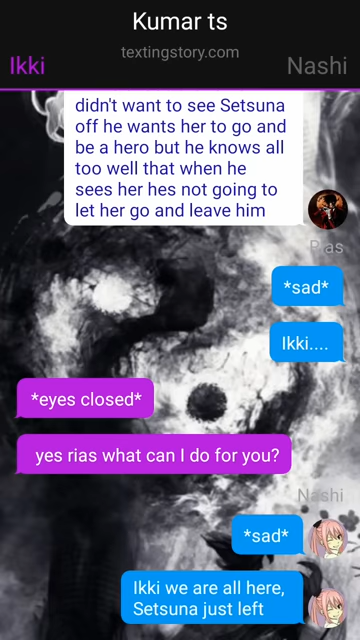 Kumar ts
textingstory.com
Ikki
Nashi
didn't want to see Setsuna
off he wants her to go and
be a hero but he knows all
too well that when he
sees her hes not going to
let her go and leave him
Rias
*sad*
Ikki....
*eyes closed*
yes rias what can I do for you?
Nashi
*sad*
Ikki we are all here,
Setsuna just left